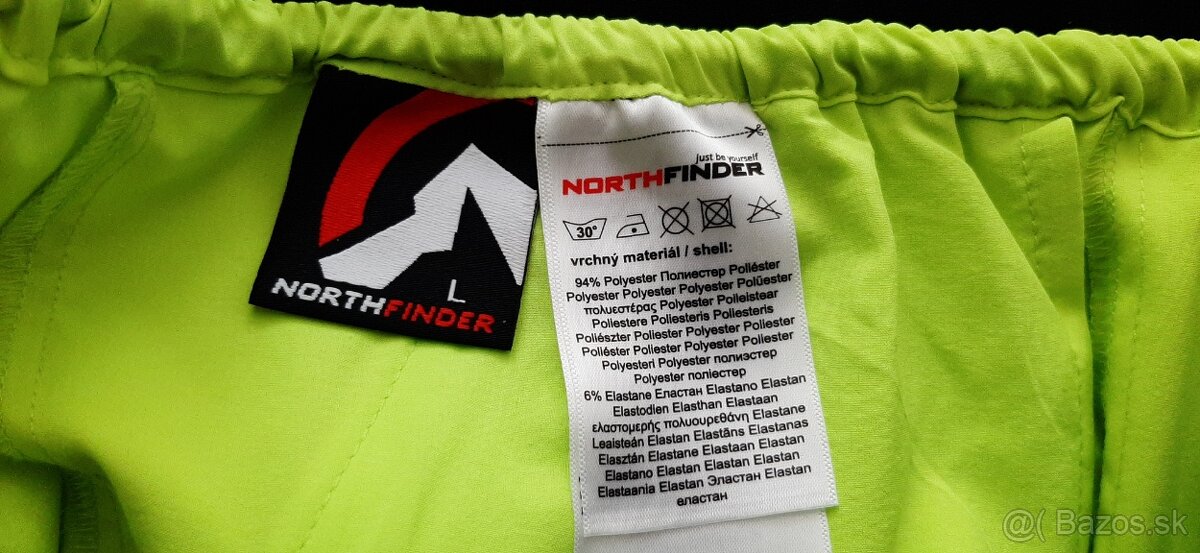 L
NORTHFINDER
just be yourself
NORTHFINDER
30°
vrchný materiál / shell:
94% Polyester Полиестер Poliéster
Polyester Polyester Polyester Polüester
πολυεστέρας Polyester Poileistear
Poliestere Poliesteris Poliesteris
Poliészter Poliester Polyester Poliester
Poliéster Poliester Polyester Poliester
Polyesteri Polyester полиэстер
Polyester поліестер
6% Elastane Еластан Elastano Elastan
Elastodien Elasthan Elastaan
ελαστομερής πολυουρεθάνη Elastane
Leaisteán Elastan Elastāns Elastanas
Elasztán Elastane Elastaan Elastan
Elastano Elastan Elastan Elastan
Elastaania Elastan Эластан Elastan
еластан
@( Bazos.sk